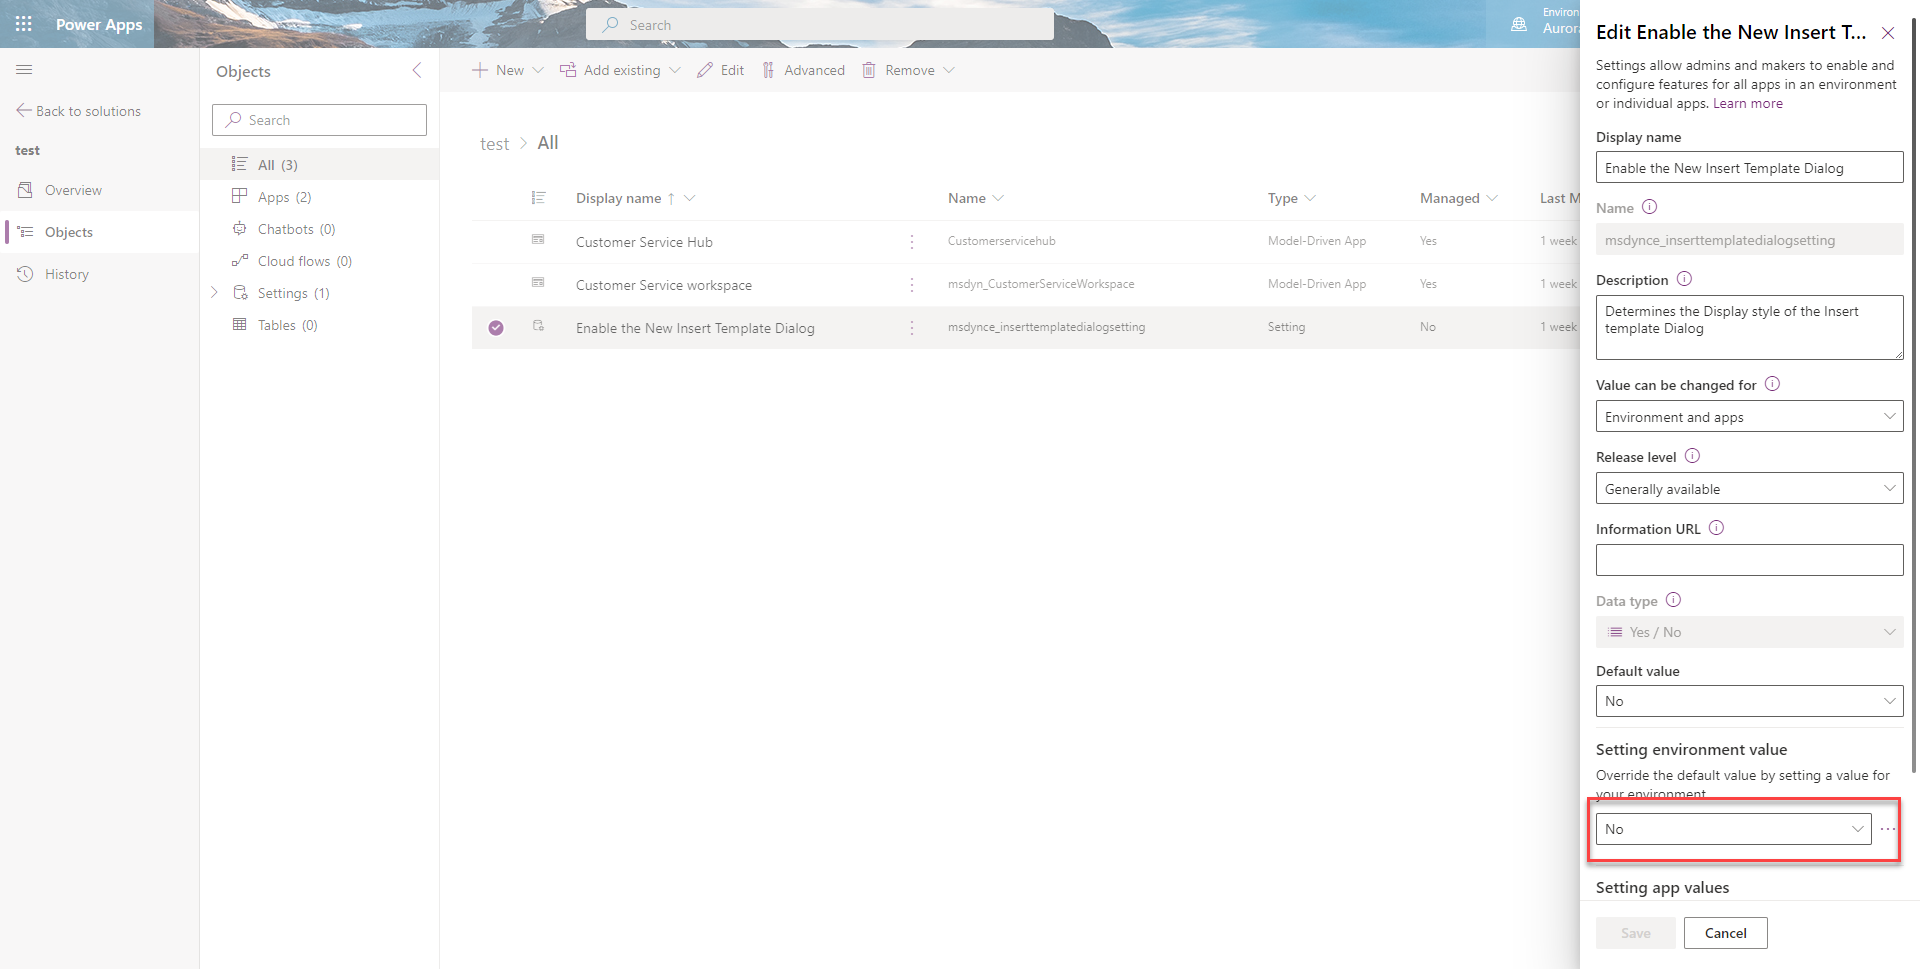 Power Apps
Search
Environ
Aurora
Back to solutions
test
Overview
Objects
History
Objects
Search
All (3)
Apps (2)
Chatbots (0)
Cloud flows (0)
Settings (1)
Tables (0)
New
Add existing
Edit
Advanced
Remove
test > All
Display name ↑ Name Type Managed Last M
Customer Service Hub Customerservicehub Model-Driven App Yes 1 week
Customer Service workspace msdyn_CustomerServiceWorkspace Model-Driven App Yes 1 week
Enable the New Insert Template Dialog msdynce_inserttemplatedialogsetting Setting No 1 week
Edit Enable the New Insert T...
Settings allow admins and makers to enable and
configure features for all apps in an environment
or individual apps. Learn more
Display name
Enable the New Insert Template Dialog
Name
msdynce_inserttemplatedialogsetting
Description
Determines the Display style of the Insert
template Dialog
Value can be changed for
Environment and apps
Release level
Generally available
Information URL
Data type
Yes / No
Default value
No
Setting environment value
Override the default value by setting a value for
your environment
No
Setting app values
Save
Cancel